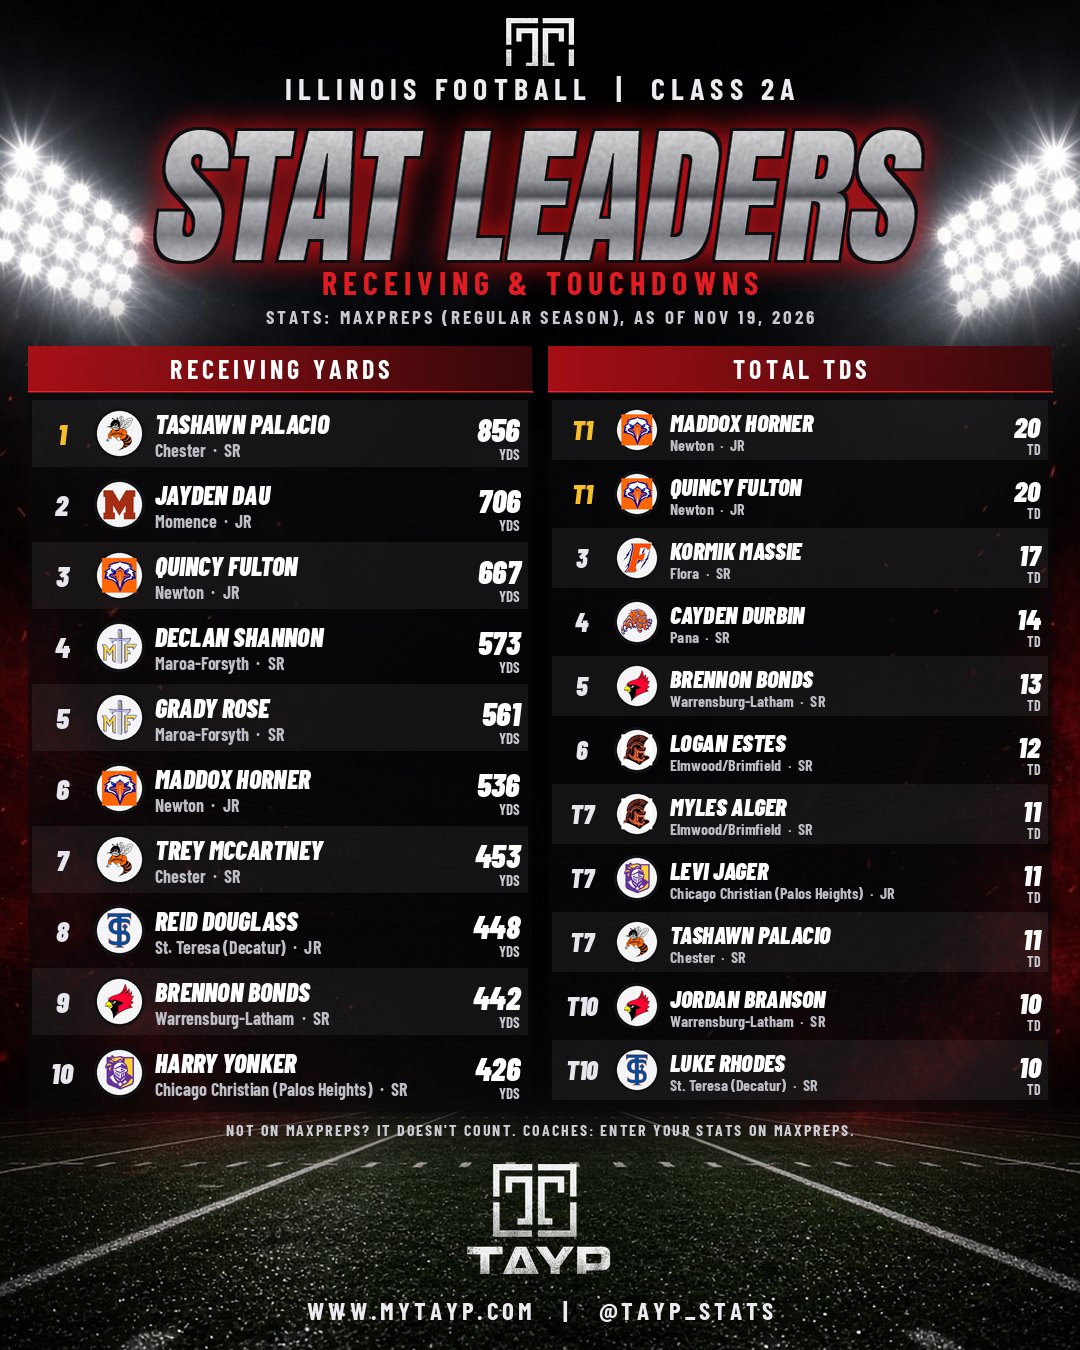 ILLINOIS FOOTBALL | CLASS 2A
STAT LEADERS
RECEIVING & TOUCHDOWNS
STATS: MAXPREPS (REGULAR SEASON), AS OF NOV 19, 2026
RECEIVING YARDS
1 TASHAWN PALACIO 856
Chester · SR YDS
2 M JAYDEN DAU 706
Momence · JR YDS
3 QUINCY FULTON 667
Newton · JR YDS
4 MF DECLAN SHANNON 573
Maroa-Forsyth · SR YDS
5 MF GRADY ROSE 561
Maroa-Forsyth · SR YDS
6 MADDOX HORNER 536
Newton · JR YDS
7 TREY MCCARTNEY 453
Chester · SR YDS
8 STS REID DOUGLASS 448
St. Teresa (Decatur) · JR YDS
9 BRENNON BONDS 442
Warrensburg-Latham · SR YDS
10 HARRY YONKER 426
Chicago Christian (Palos Heights) · SR YDS
TOTAL TDS
T1 MADDOX HORNER 20
Newton · JR TD
T1 QUINCY FULTON 20
Newton · JR TD
3 F KORMIK MASSIE 17
Flora · SR TD
4 CAYDEN DURBIN 14
Pana · SR TD
5 BRENNON BONDS 13
Warrensburg-Latham · SR TD
6 LOGAN ESTES 12
Elmwood/Brimfield · SR TD
T7 MYLES ALGER 11
Elmwood/Brimfield · SR TD
T7 LEVI JAGER 11
Chicago Christian (Palos Heights) · JR TD
T7 TASHAWN PALACIO 11
Chester · SR TD
T10 JORDAN BRANSON 10
Warrensburg-Latham · SR TD
T10 STS LUKE RHODES 10
St. Teresa (Decatur) · SR TD
NOT ON MAXPREPS? IT DOESN'T COUNT. COACHES: ENTER YOUR STATS ON MAXPREPS.
TAYP
WWW.MYTAYP.COM | @TAYP_STATS